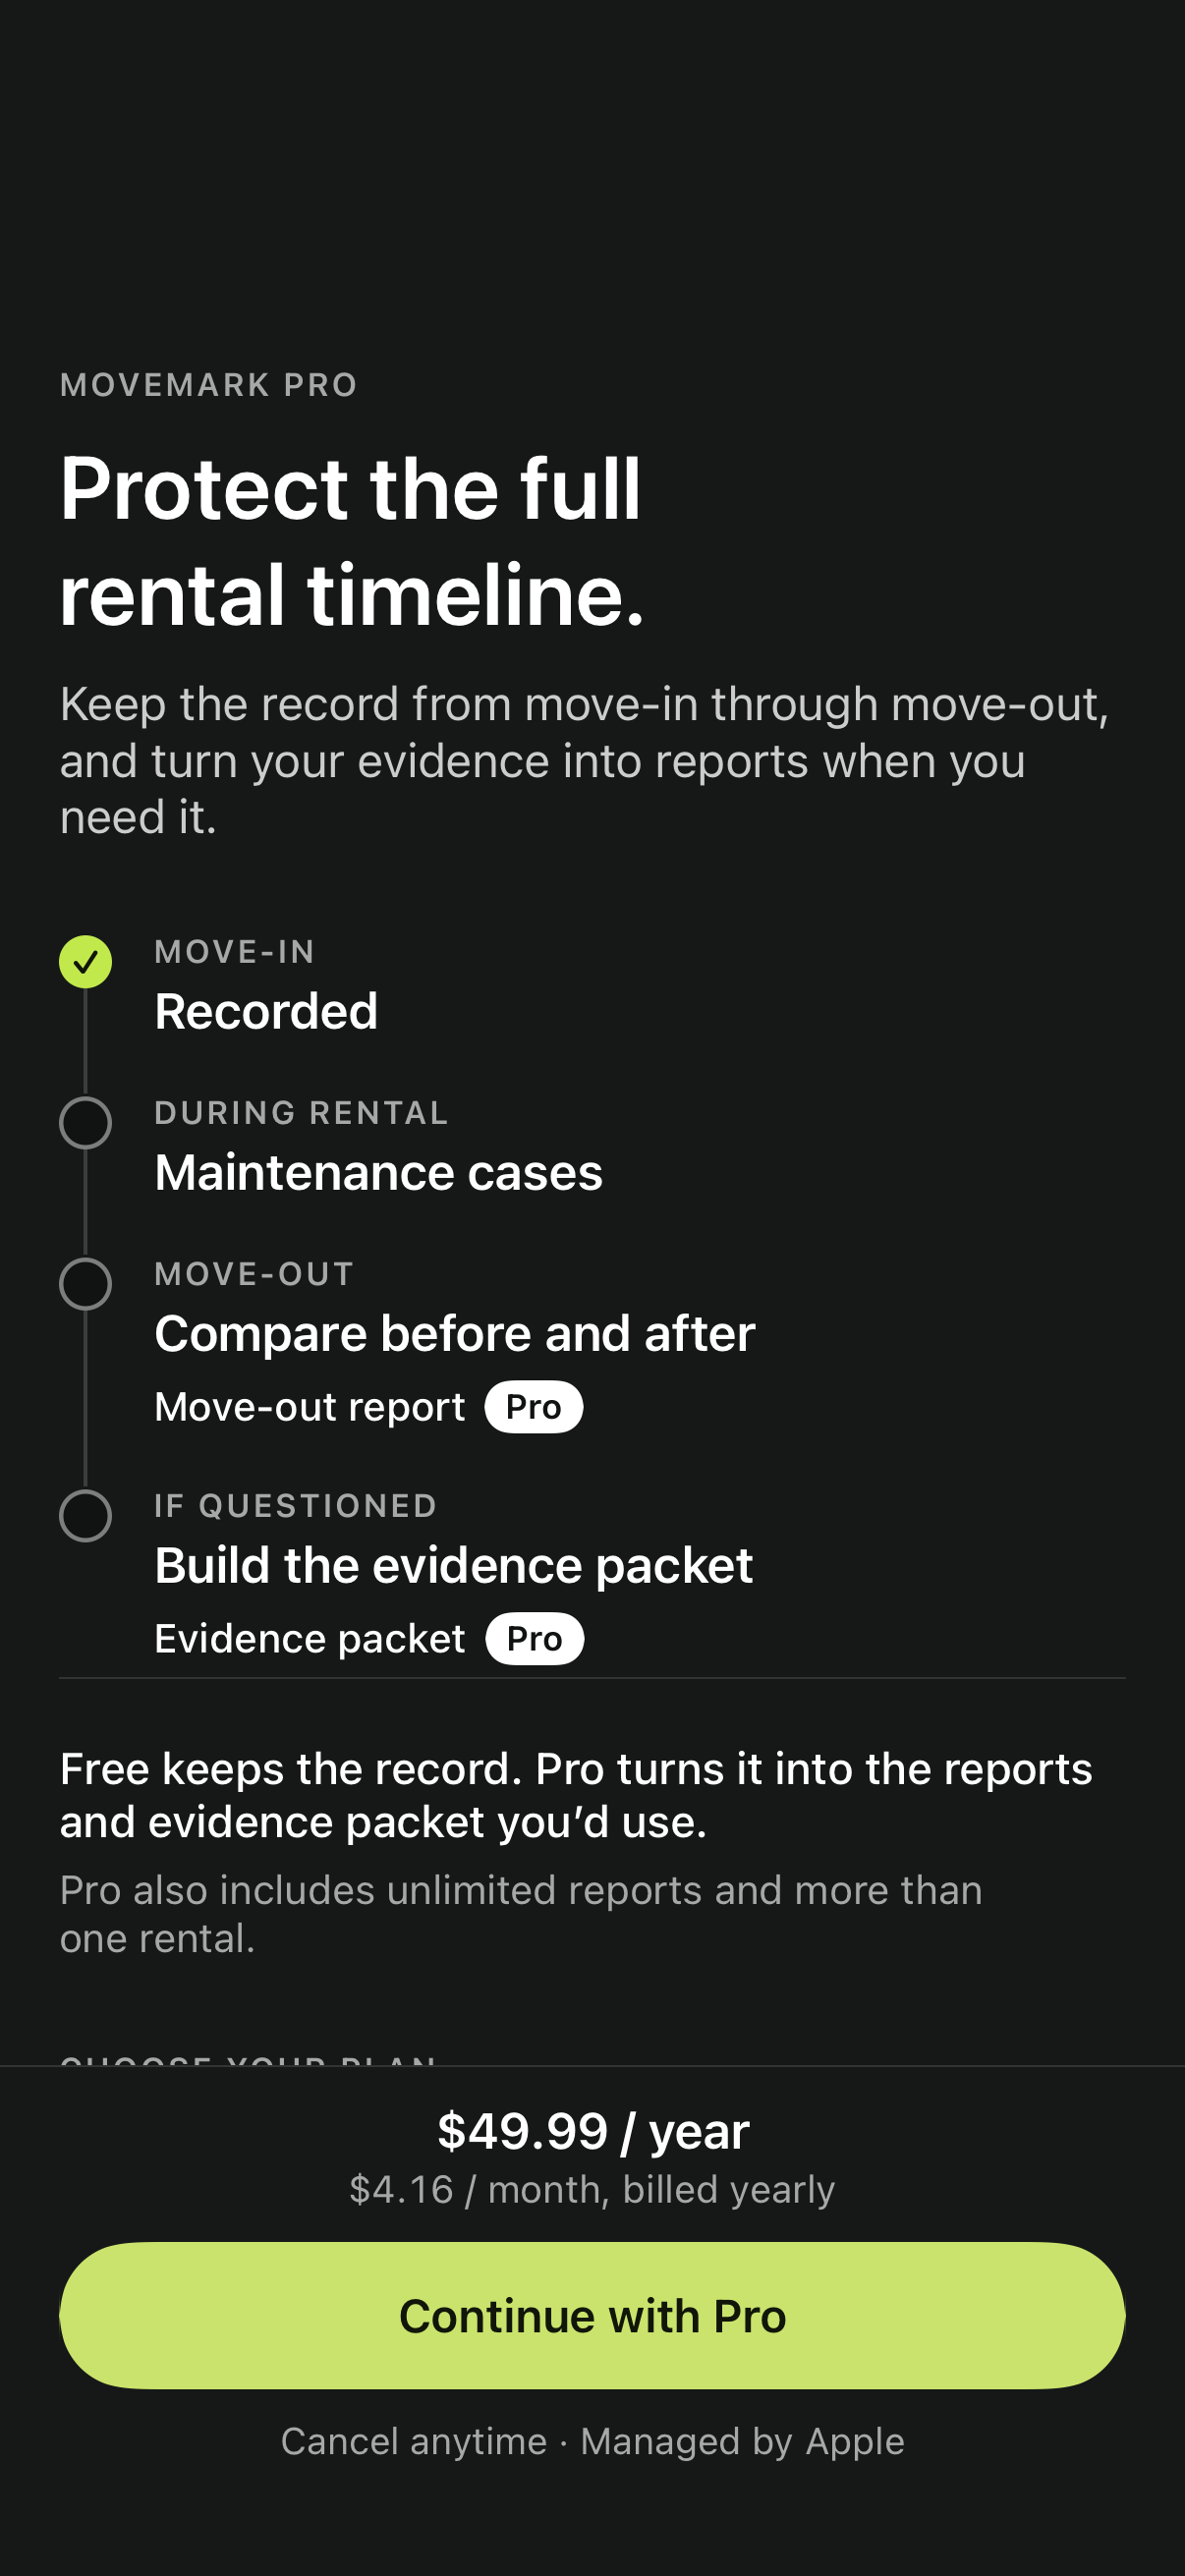 MOVEMARK PRO
Protect the full
rental timeline.
Keep the record from move-in through move-out,
and turn your evidence into reports when you
need it.
MOVE-IN
Recorded
DURING RENTAL
Maintenance cases
MOVE-OUT
Compare before and after
Move-out report Pro
IF QUESTIONED
Build the evidence packet
Evidence packet Pro
Free keeps the record. Pro turns it into the reports
and evidence packet you’d use.
Pro also includes unlimited reports and more than
one rental.
CHOOSE YOUR PLAN
$49.99 / year
$4.16 / month, billed yearly
Continue with Pro
Cancel anytime · Managed by Apple